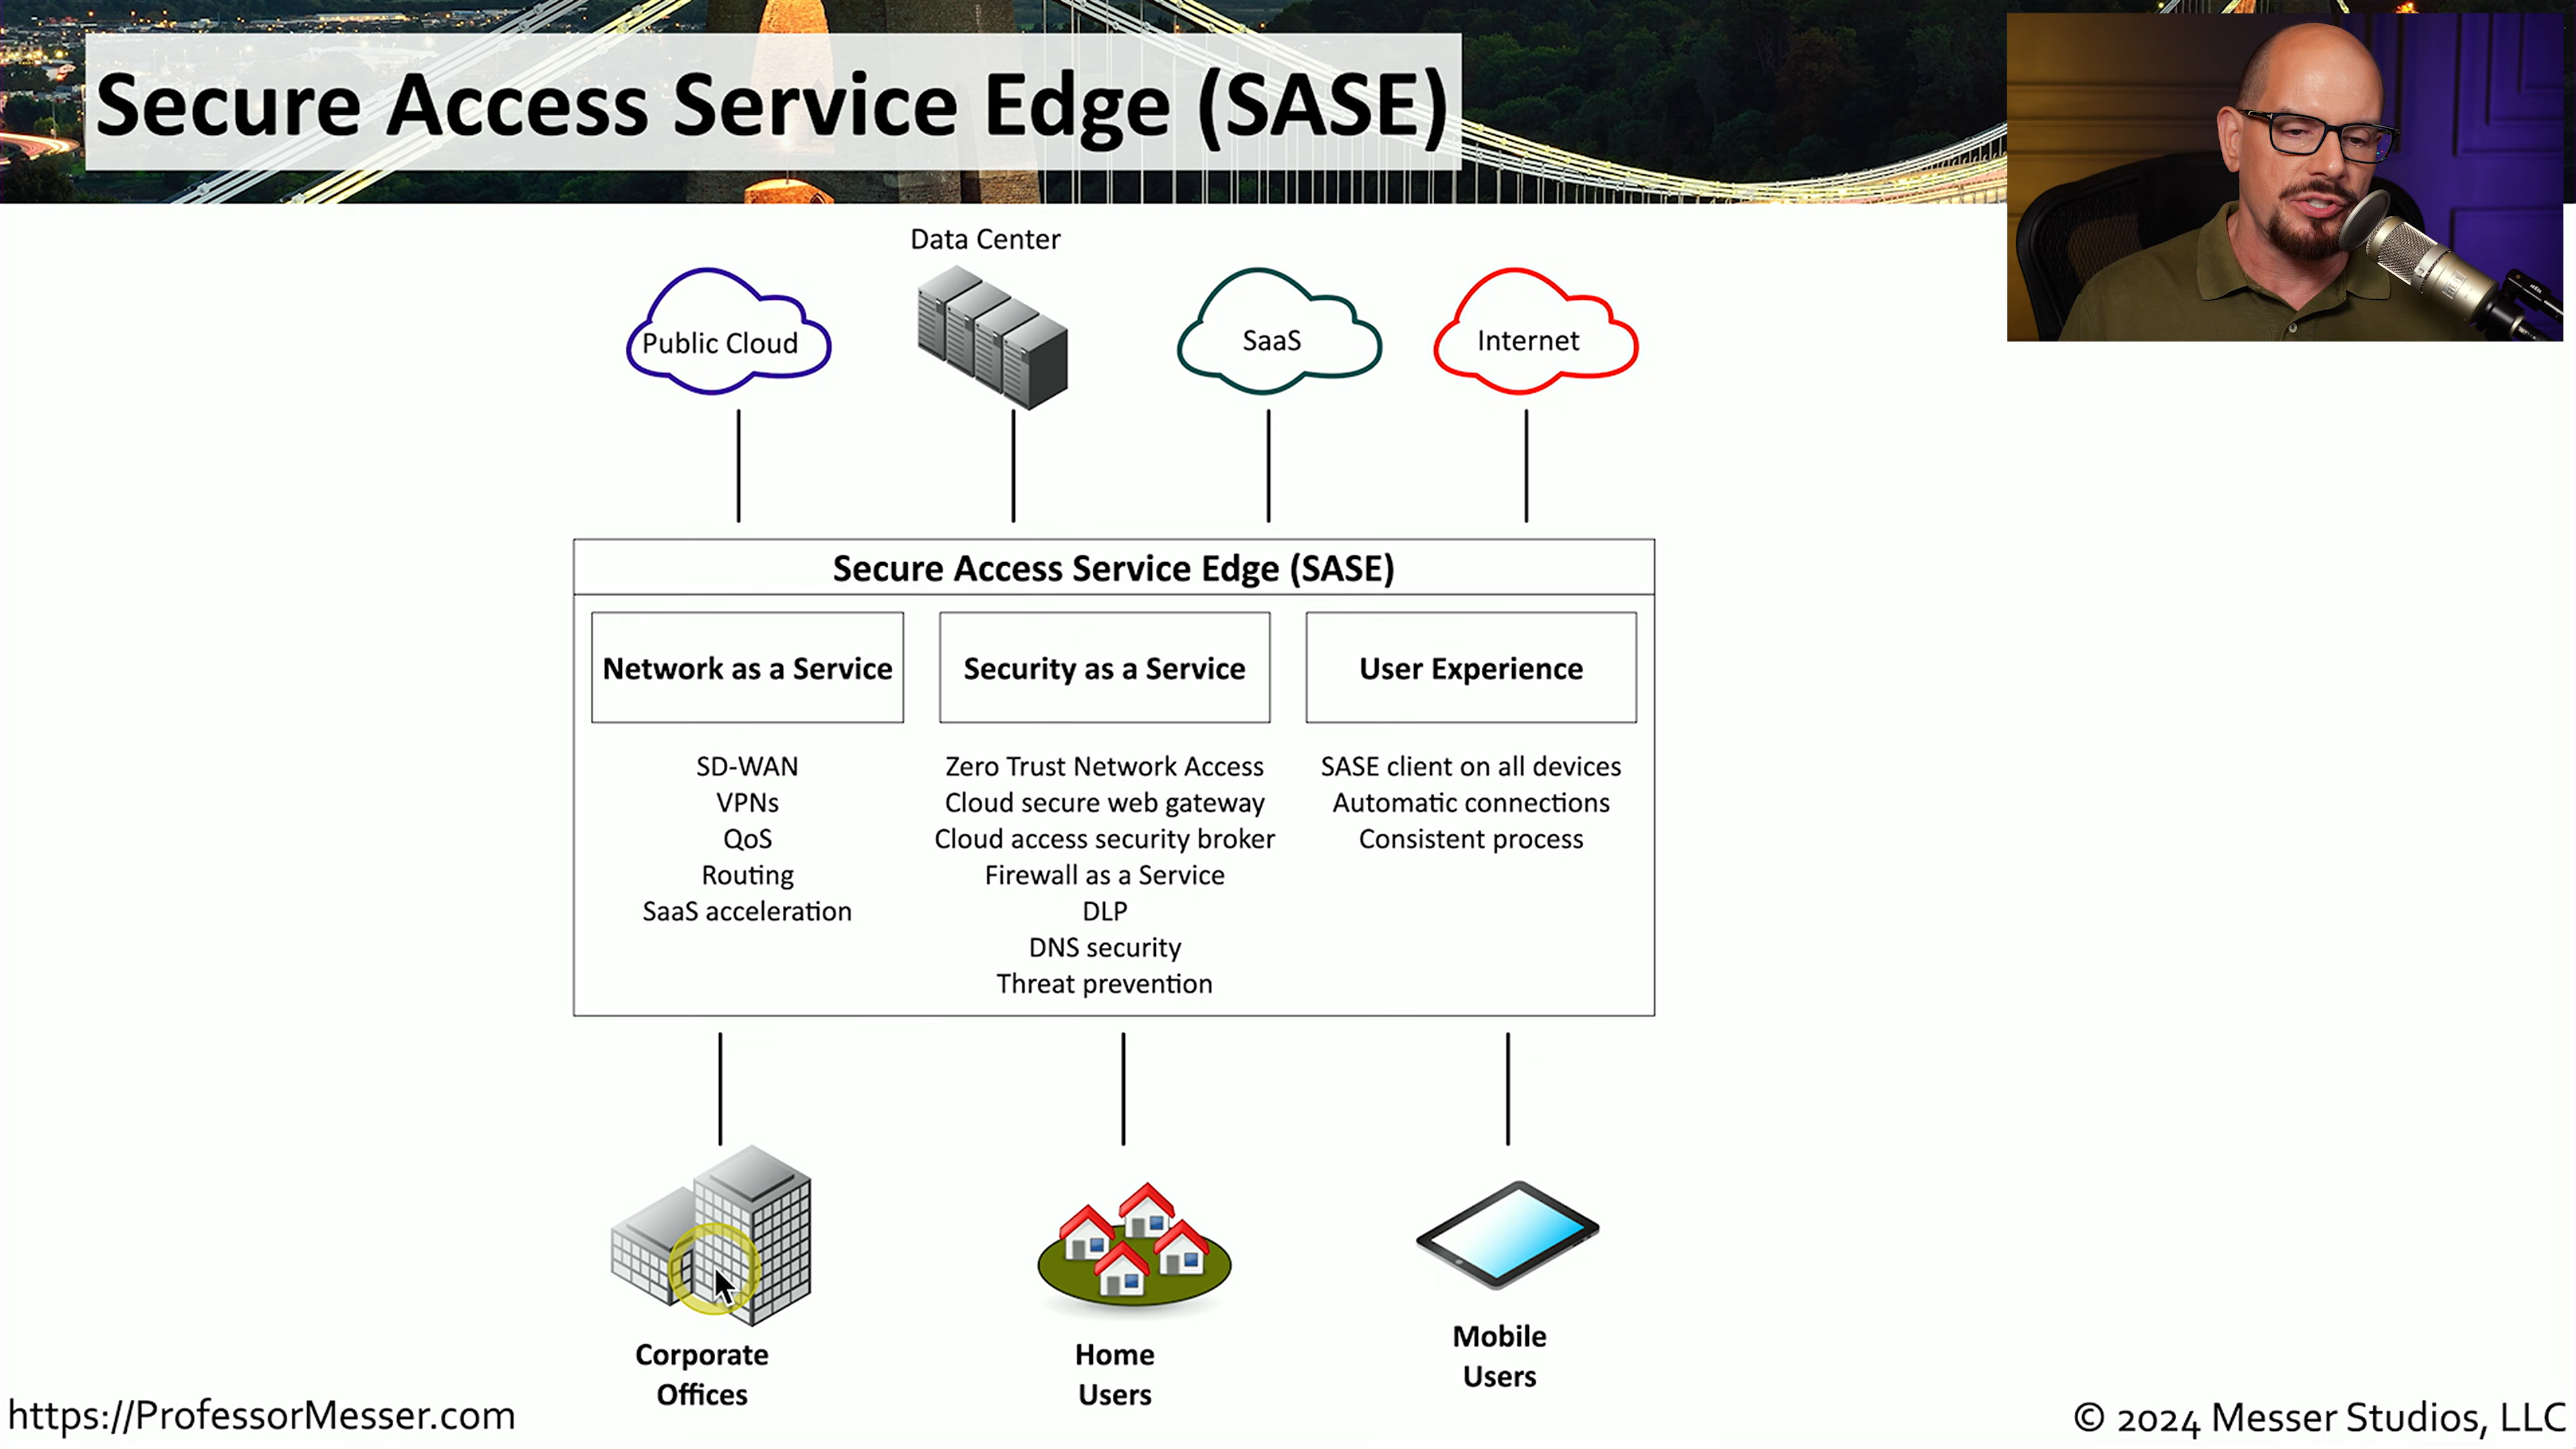 Secure Access Service Edge (SASE)
Data Center
Public Cloud
SaaS
Internet
Secure Access Service Edge (SASE)
Network as a Service
Security as a Service
User Experience
SD-WAN
VPNs
QoS
Routing
SaaS acceleration
Zero Trust Network Access
Cloud secure web gateway
Cloud access security broker
Firewall as a Service
DLP
DNS security
Threat prevention
SASE client on all devices
Automatic connections
Consistent process
Corporate
Offices
Home
Users
Mobile
Users
https://ProfessorMesser.com
© 2024 Messer Studios, LLC